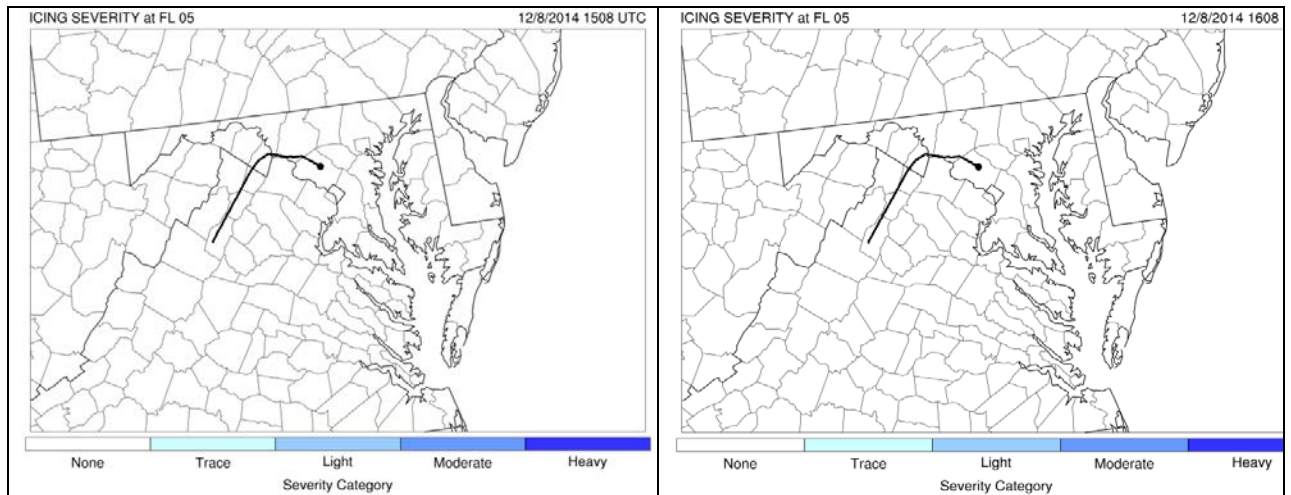 ICING SEVERITY at FL 05 12/8/2014 1508 UTC
None Trace Light Moderate Heavy
Severity Category
ICING SEVERITY at FL 05 12/8/2014 1608
None Trace Light Moderate Heavy
Severity Category